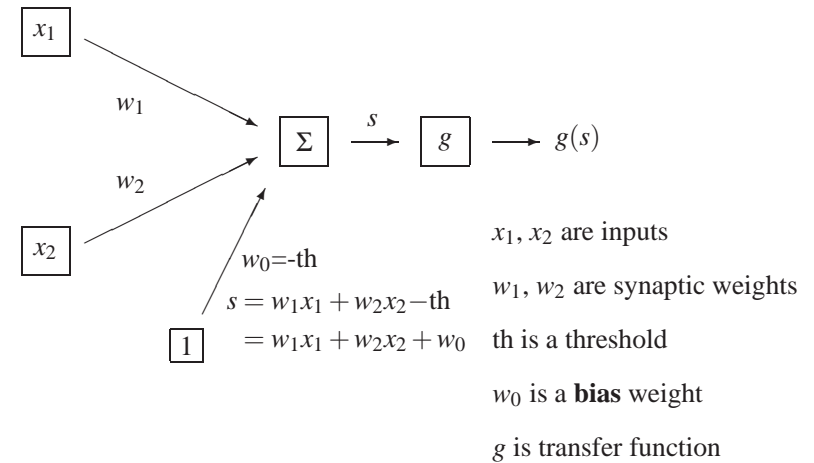 x₁
w₁
Σ
s
g
g(s)
w₂
x₂
w₀=-th
s = w₁x₁ + w₂x₂−th
= w₁x₁ + w₂x₂ + w₀
1
x₁, x₂ are inputs
w₁, w₂ are synaptic weights
th is a threshold
w₀ is a bias weight
g is transfer function